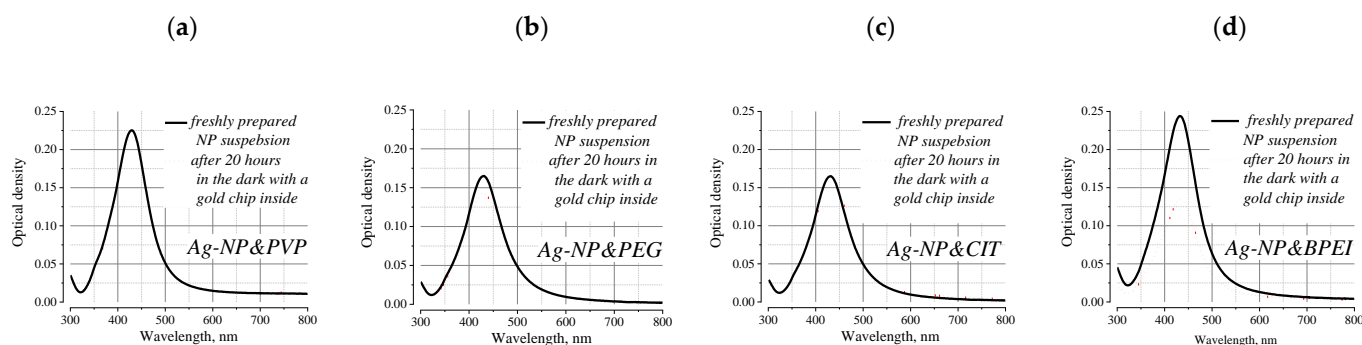 (a)
(b)
(c)
(d)
0.25
0.20
0.15
0.10
0.05
0.00
Optical density
300 400 500 600 700 800
Wavelength, nm
freshly prepared
NP suspebsion
after 20 hours
in the dark with a
gold chip inside
Ag-NP&PVP
0.25
0.20
0.15
0.10
0.05
0.00
Optical density
300 400 500 600 700 800
Wavelength, nm
freshly prepared
NP suspension
after 20 hours in
the dark with a
gold chip inside
Ag-NP&PEG
0.25
0.20
0.15
0.10
0.05
0.00
Optical density
300 400 500 600 700 800
Wavelength, nm
freshly prepared
NP suspension
after 20 hours in
the dark with a
gold chip inside
Ag-NP&CIT
0.25
0.20
0.15
0.10
0.05
0.00
Optical density
300 400 500 600 700 800
Wavelength, nm
freshly prepared
NP suspension
after 20 hours in
the dark with a
gold chip inside
Ag-NP&BPEI